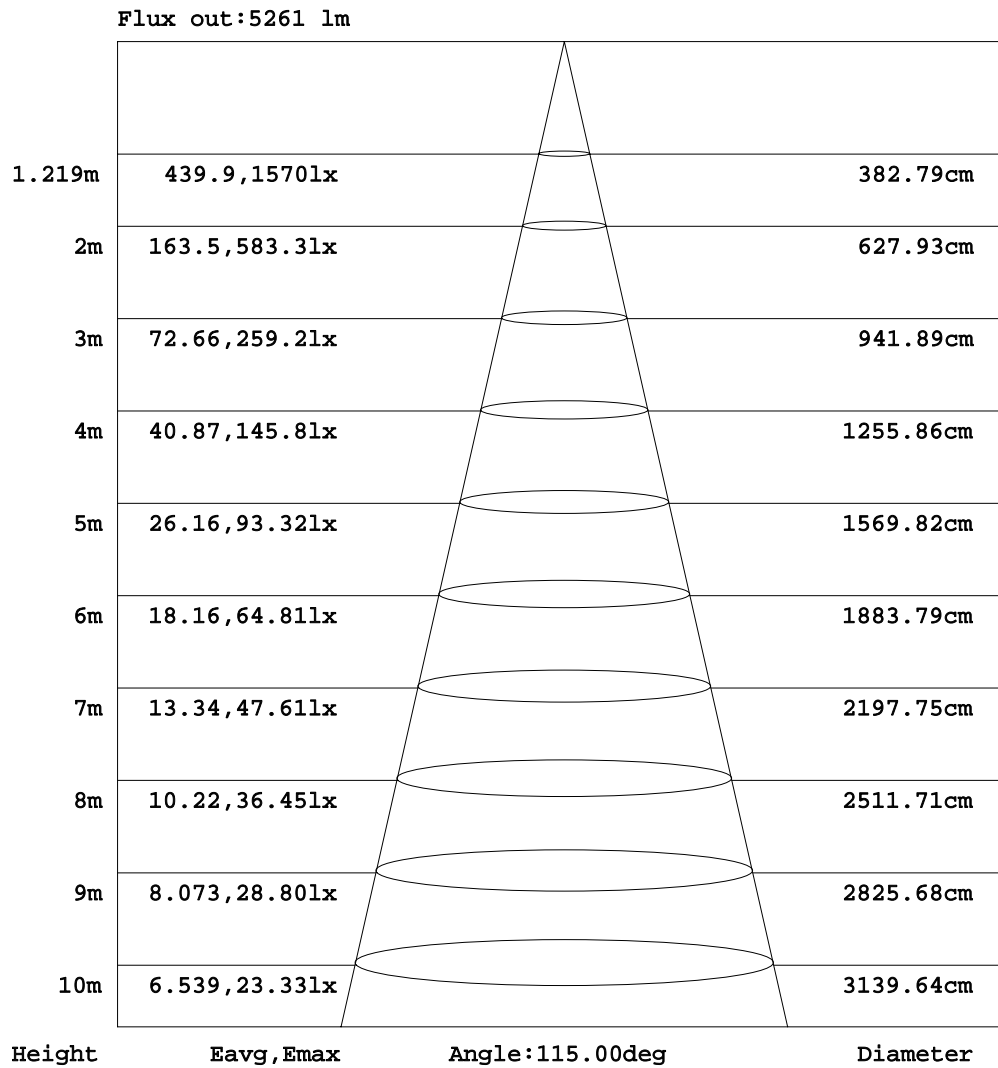 Flux out:5261 lm
1.219m 439.9,1570lx 382.79cm
2m 163.5,583.3lx 627.93cm
3m 72.66,259.2lx 941.89cm
4m 40.87,145.8lx 1255.86cm
5m 26.16,93.32lx 1569.82cm
6m 18.16,64.81lx 1883.79cm
7m 13.34,47.61lx 2197.75cm
8m 10.22,36.45lx 2511.71cm
9m 8.073,28.80lx 2825.68cm
10m 6.539,23.33lx 3139.64cm
Height Eavg,Emax Angle:115.00deg Diameter